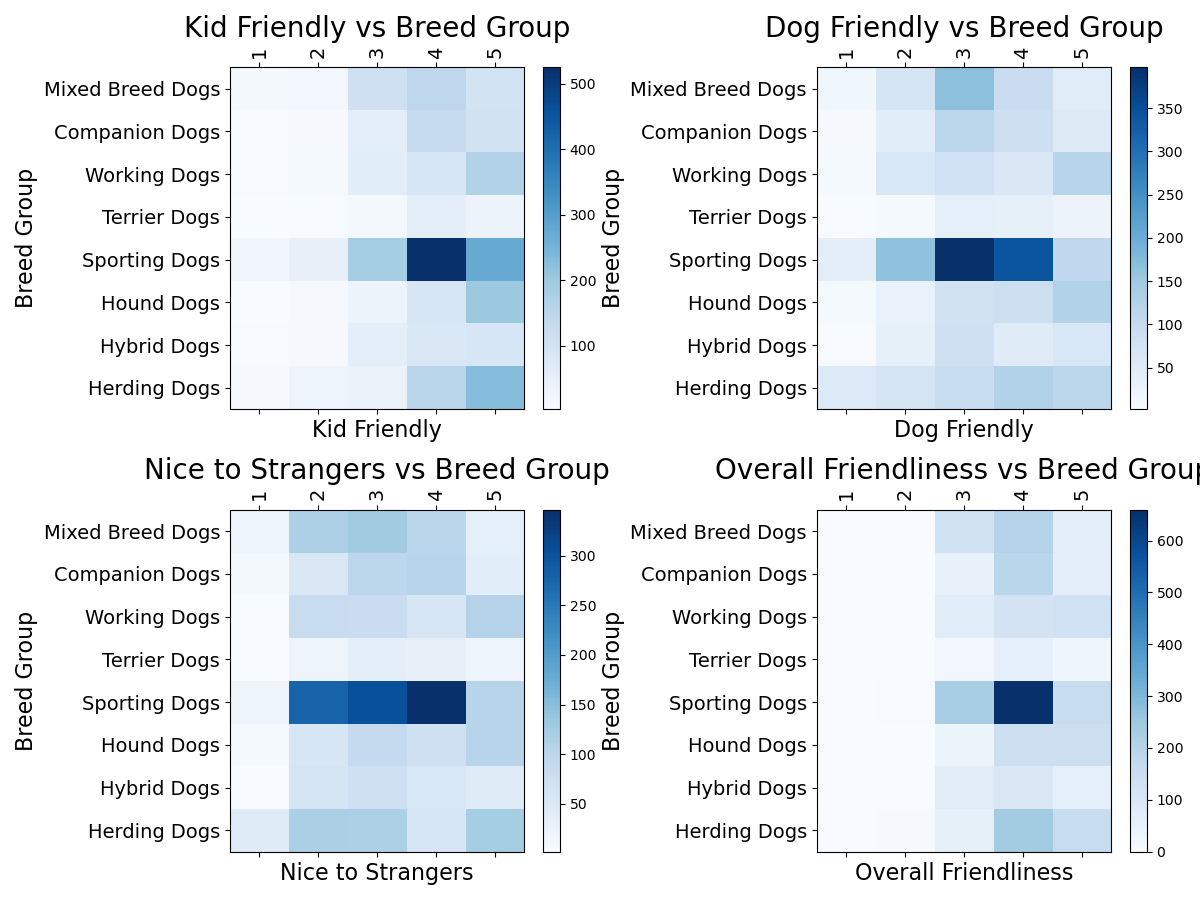 Kid Friendly vs Breed Group
1 2 3 4 5
Breed Group
Mixed Breed Dogs
Companion Dogs
Working Dogs
Terrier Dogs
Sporting Dogs
Hound Dogs
Hybrid Dogs
Herding Dogs
500
400
300
200
100
Kid Friendly
Dog Friendly vs Breed Group
1 2 3 4 5
Breed Group
Mixed Breed Dogs
Companion Dogs
Working Dogs
Terrier Dogs
Sporting Dogs
Hound Dogs
Hybrid Dogs
Herding Dogs
350
300
250
200
150
100
50
Dog Friendly
Nice to Strangers vs Breed Group
1 2 3 4 5
Breed Group
Mixed Breed Dogs
Companion Dogs
Working Dogs
Terrier Dogs
Sporting Dogs
Hound Dogs
Hybrid Dogs
Herding Dogs
300
250
200
150
100
50
Nice to Strangers
Overall Friendliness vs Breed Group
1 2 3 4 5
Breed Group
Mixed Breed Dogs
Companion Dogs
Working Dogs
Terrier Dogs
Sporting Dogs
Hound Dogs
Hybrid Dogs
Herding Dogs
600
500
400
300
200
100
0
Overall Friendliness